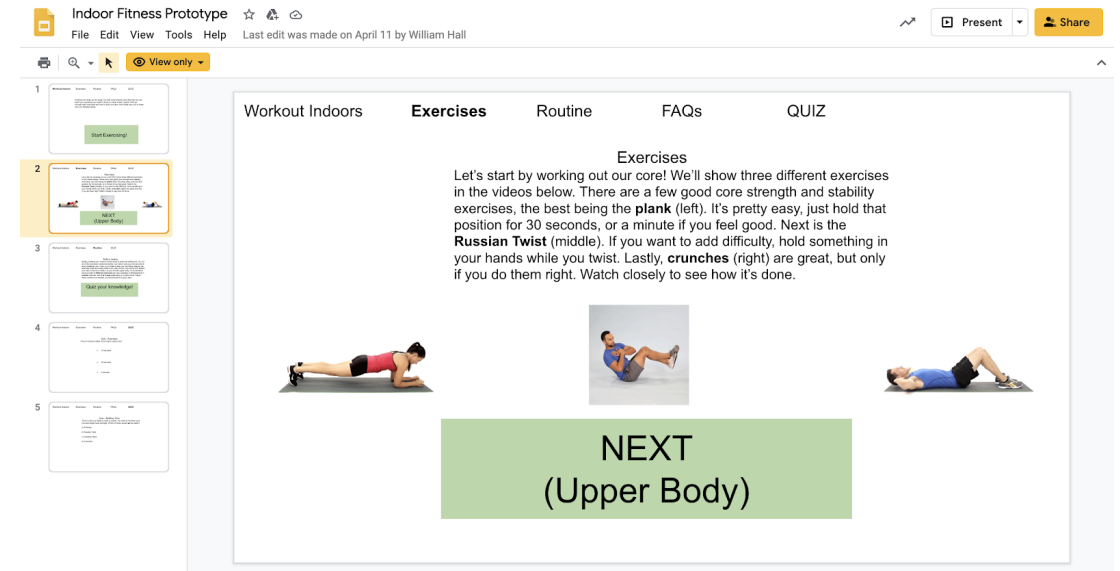 Indoor Fitness Prototype
File Edit View Tools Help Last edit was made on April 11 by William Hall
Present
Share
View only
1
Start Exercising!
2
NEXT
(Upper Body)
3
Quiz your knowledge!
4
5
Workout Indoors Exercises Routine FAQs QUIZ
Exercises
Let's start by working out our core! We'll show three different exercises
in the videos below. There are a few good core strength and stability
exercises, the best being the plank (left). It's pretty easy, just hold that
position for 30 seconds, or a minute if you feel good. Next is the
Russian Twist (middle). If you want to add difficulty, hold something in
your hands while you twist. Lastly, crunches (right) are great, but only
if you do them right. Watch closely to see how it's done.
NEXT
(Upper Body)